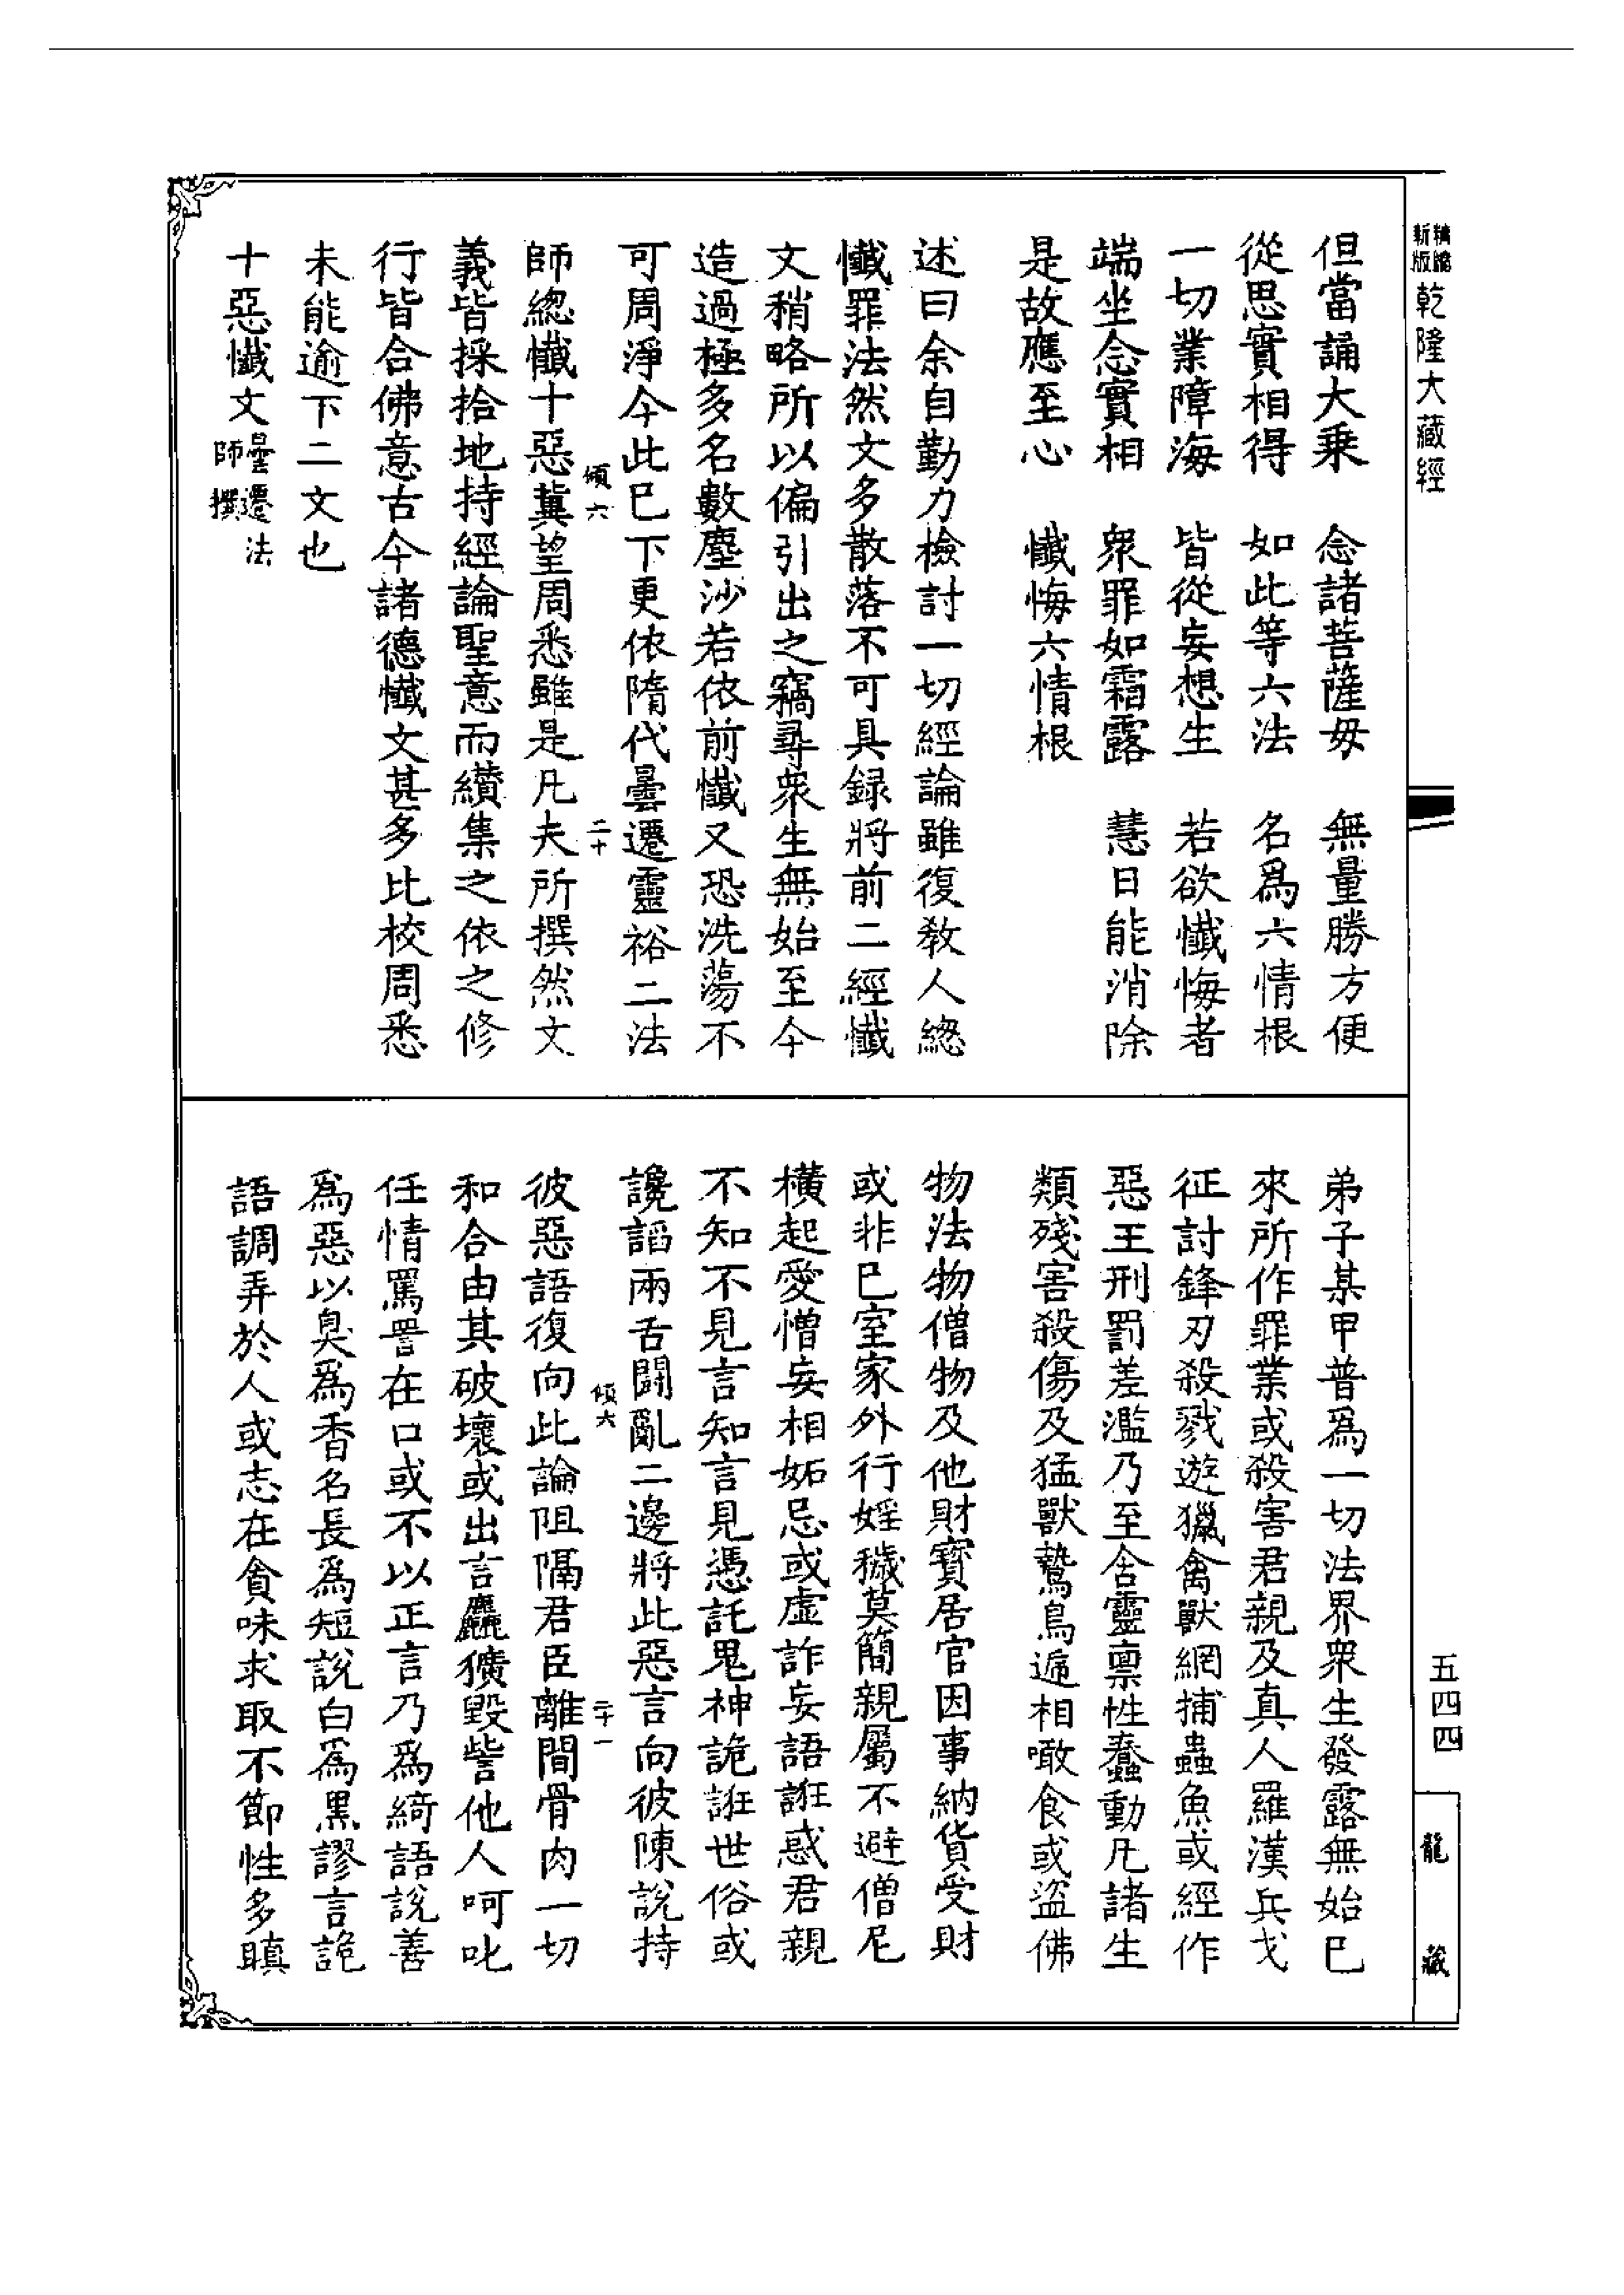 精縮新版
乾隆大藏經
但當誦大乗　念諸菩薩母　無量勝方便
從思實相得　如此等六法　名爲六情根
一切業障海　皆從妄想生　若欲懺悔者
端坐念實相　衆罪如霜露　慧日能消除
是故應至心　懺悔六情根
述曰余自勤力檢討一切經論雖復教人總
懺罪法然文多散落不可具録將前二經懺
文稍略所以偏引出之竊尋衆生無始至今
造過極多名數塵沙若依前懺又恐洗蕩不
可周淨今此已下更依隋代曇遷靈裕二法
傾六　二十
師總懺十惡冀望周悉雖是凡夫所撰然文
義皆採拾地持經論聖意而纘集之依之修
行皆合佛意古今諸德懺文甚多比校周悉
未能逾下二文也
十惡懺文曇遷法師撰
弟子某甲普爲一切法界衆生發露無始已
來所作罪業或殺害君親及真人羅漢兵戈
征討鋒刃殺戮遊獵禽獸網捕蟲魚或經作
惡王刑罰差濫乃至含靈禀性蠢動凡諸生
類殘害殺傷及猛獸鷙鳥遞相噉食或盜佛
物法物僧物及他財寳居官因事納貨受財
或非已室家外行婬穢莫簡親屬不避僧尼
橫起愛憎妄相妬忌或虛詐妄語誑惑君親
不知不見言知言見憑託鬼神詭誑世俗或
讒謟兩舌鬭亂二邊將此惡言向彼陳說持
傾六　二十一
彼惡語復向此論阻隔君臣離間骨肉一切
和合由其破壞或出言麤獷毀訾他人呵叱
任情罵詈在口或不以正言乃爲綺語說善
爲惡以臭爲香名長爲短說白爲黑謬言詭
語調弄於人或志在貪味求取不節性多瞋
五四四
龍藏